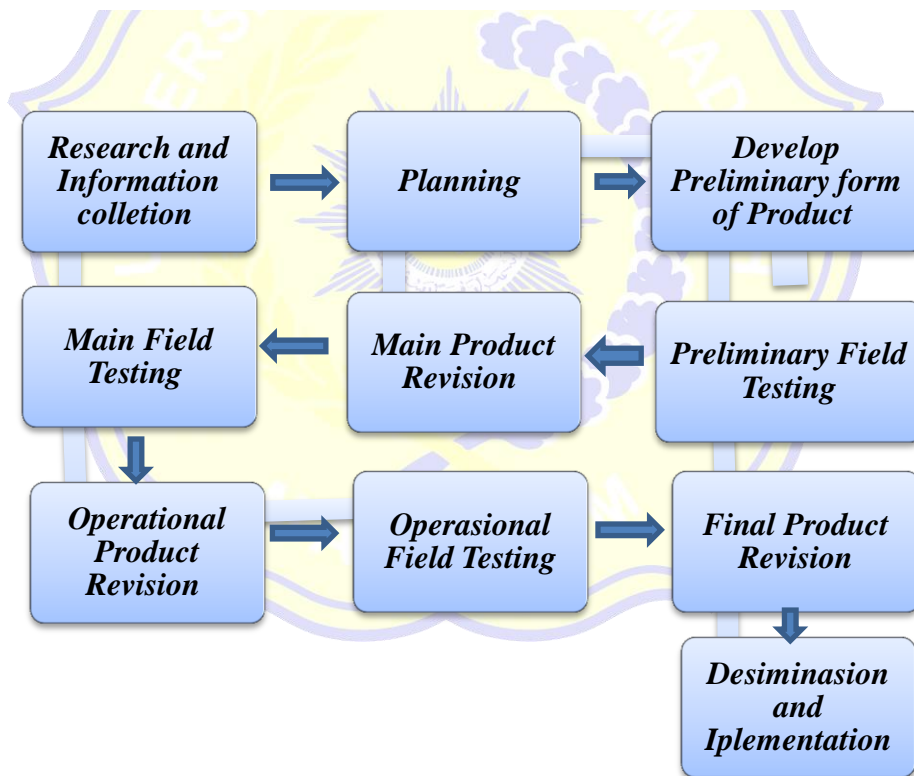 Research and
Information
colletion
Planning
Develop
Preliminary form
of Product
Main Field
Testing
Main Product
Revision
Preliminary Field
Testing
Operational
Product
Revision
Operasional
Field Testing
Final Product
Revision
Desiminasion
and
Iplementation